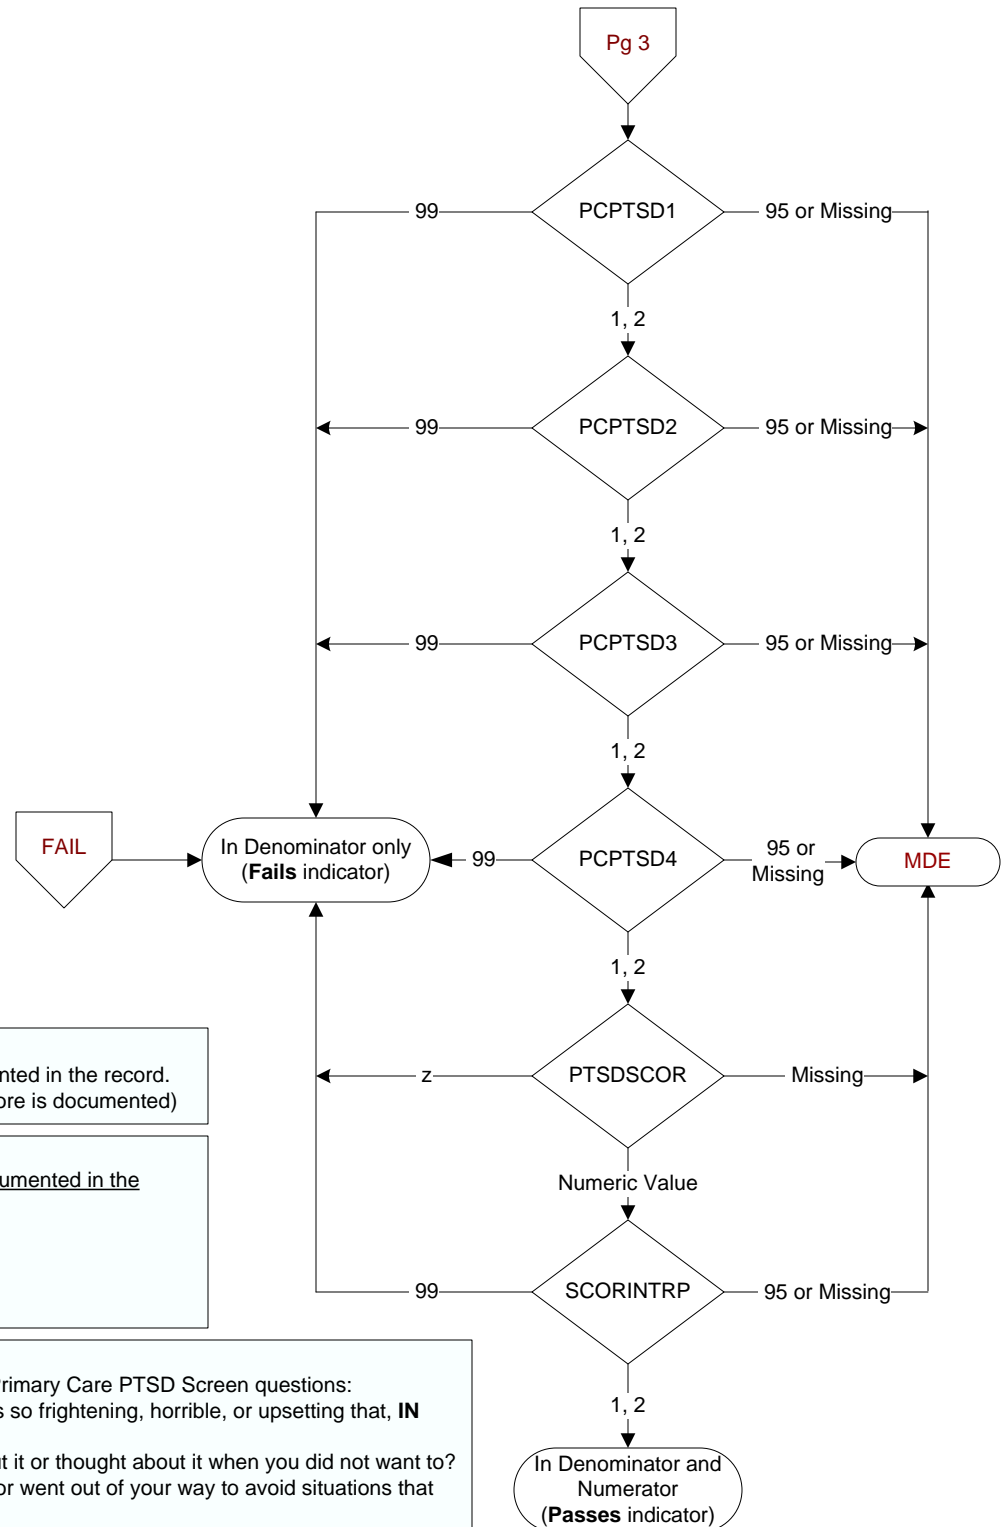 Pg 3
PCPTSD1
99
95 or Missing
1, 2
PCPTSD2
99
95 or Missing
1, 2
PCPTSD3
99
95 or Missing
1, 2
FAIL
In Denominator only
(Fails indicator)
99
PCPTSD4
95 or
Missing
MDE
1, 2
nted in the record.
ore is documented)
z
PTSDSCOR
Missing
umented in the
Numeric Value
99
SCORINTRP
95 or Missing
Primary Care PTSD Screen questions:
s so frightening, horrible, or upsetting that, IN
ut it or thought about it when you did not want to?
or went out of your way to avoid situations that
1, 2
In Denominator and
Numerator
(Passes indicator)